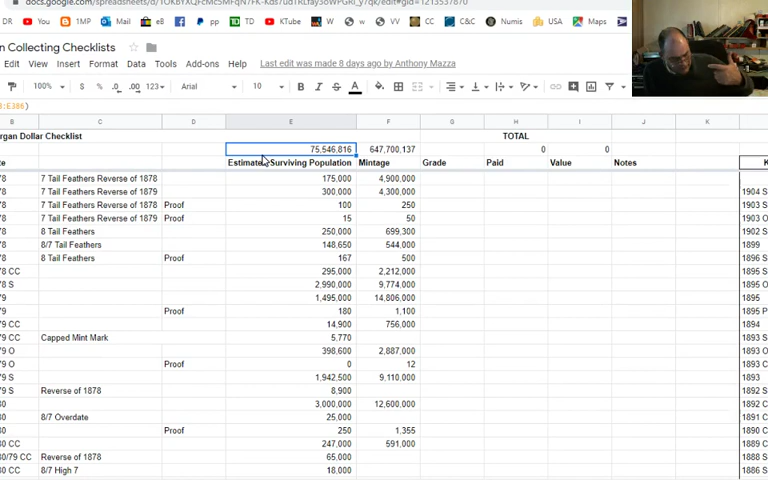 docs.google.com/spreadsheets/d/
DR You B 1MP M eB f pp TD KTube W w VV CC C&C Numis USA Maps
n Collecting Checklists
it View Insert Format Data Tools Add-ons Help Last edit was made 8 days ago by Anthony Mazza
100% $ % .0 .00 123 Arial 10 B I S A
:E386)
B C D E F G H I J K
rgan Dollar Checklist TOTAL
75,546,816 647,700,137 0 0
te Estimated Surviving Population Mintage Grade Paid Value Notes K
78 7 Tail Feathers Reverse of 1878 175,000 4,900,000
78 7 Tail Feathers Reverse of 1879 300,000 4,300,000 1904 S
78 7 Tail Feathers Reverse of 1878 Proof 100 250 1903 S
78 7 Tail Feathers Reverse of 1879 Proof 15 50 1903 O
78 8 Tail Feathers 250,000 699,300 1902 S
78 8/7 Tail Feathers 148,650 544,000 1899
78 8 Tail Feathers Proof 167 500 1896 S
78 CC 295,000 2,212,000 1895 S
78 S 2,990,000 9,774,000 1895 O
79 1,495,000 14,806,000 1895
79 Proof 180 1,100 1895 P
79 CC 14,900 756,000 1894
79 CC Capped Mint Mark 5,770 1893 S
79 O 398,600 2,887,000 1893 O
79 O Proof 0 12 1893 C
79 S 1,942,500 9,110,000 1893
79 S Reverse of 1878 8,900 1892 S
80 3,000,000 12,600,000 1892 C
80 8/7 Overdate 25,000 1891 C
80 Proof 250 1,355 1890 C
80 CC 247,000 591,000 1889 C
80/79 CC Reverse of 1878 65,000 1888 S
80 CC 8/7 High 7 18,000 1886 S